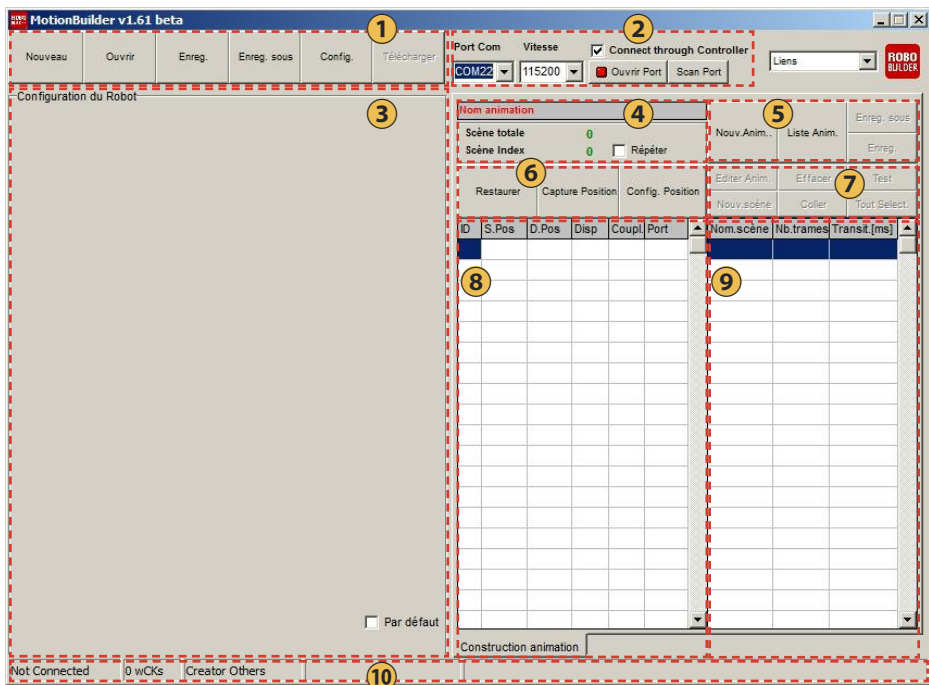 MotionBuilder v1.61 beta
1
2
Nouveau Ouvrir Enreg. Enreg. sous Config. Télécharger
Port Com Vitesse Connect through Controller
COM22 115200 Ouvrir Port Scan Port
Liens
ROBO
BUILDER
Configuration du Robot
3
Nom animation
4
Scène totale 0
Scène Index 0 Répéter
5
Nouv.Anim.. Liste Anim. Enreg. sous
Enreg.
6
Restaurer Capture Position Config. Position
7
Editer Anim. Effacer Test
Nouv.scène Coller Tout Select.
ID S.Pos D.Pos Disp Coupl. Port
Nom.scène Nb.trames Transit.[ms]
8
9
Par défaut
Construction animation
Not Connected 0 wCKs Creator Others
10